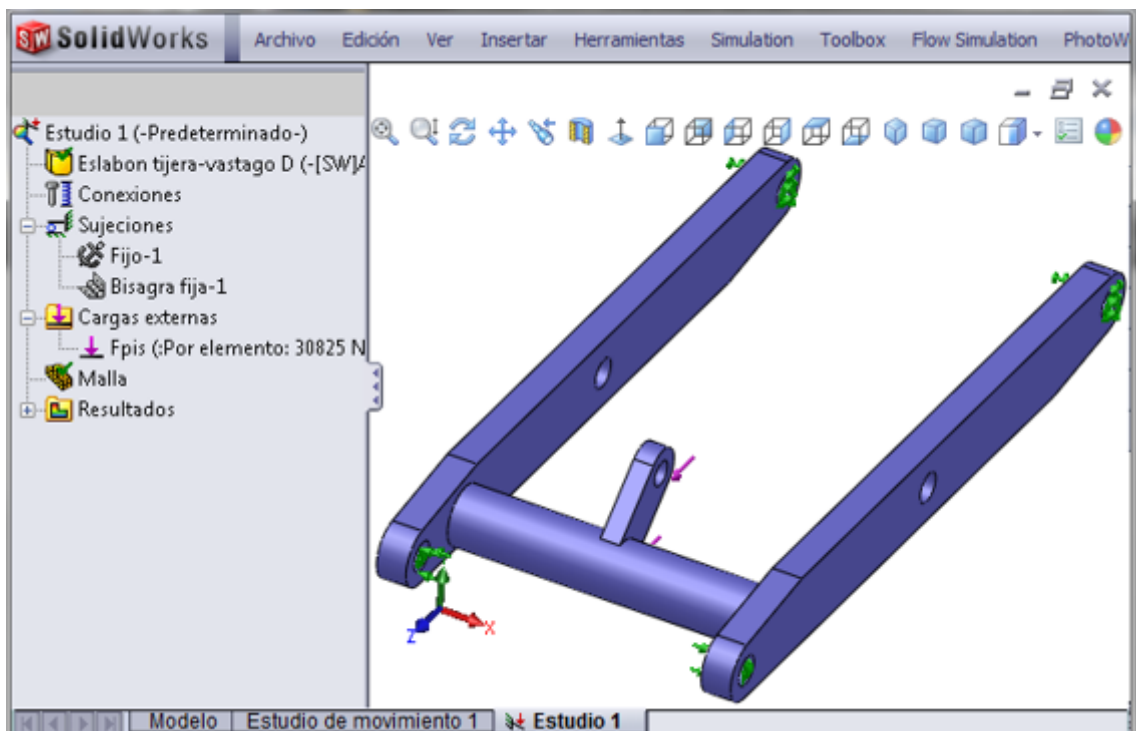 SolidWorks Archivo Edición Ver Insertar Herramientas Simulation Toolbox Flow Simulation PhotoW
Estudio 1 (-Predeterminado-)
Eslabon tijera-vastago D (-[SW]A
Conexiones
Sujeciones
Fijo-1
Bisagra fija-1
Cargas externas
Fpis (:Por elemento: 30825 N
Malla
Resultados
Z X
Modelo Estudio de movimiento 1 Estudio 1